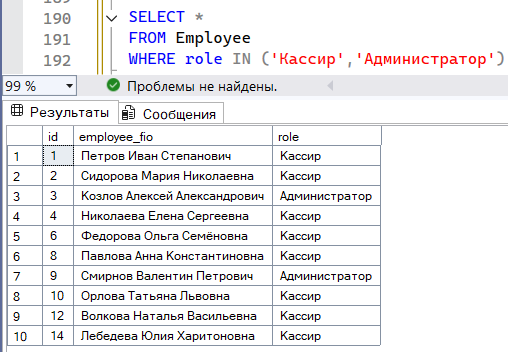 189
190 SELECT *
191 FROM Employee
192 WHERE role IN ('Кассир','Администратор')
99 % Проблемы не найдены.
Результаты Сообщения
id employee_fio role
1 1 Петров Иван Степанович Кассир
2 2 Сидорова Мария Николаевна Кассир
3 3 Козлов Алексей Александрович Администратор
4 4 Николаева Елена Сергеевна Кассир
5 6 Федорова Ольга Семёновна Кассир
6 8 Павлова Анна Константиновна Кассир
7 9 Смирнов Валентин Петрович Администратор
8 10 Орлова Татьяна Львовна Кассир
9 12 Волкова Наталья Васильевна Кассир
10 14 Лебедева Юлия Харитоновна Кассир